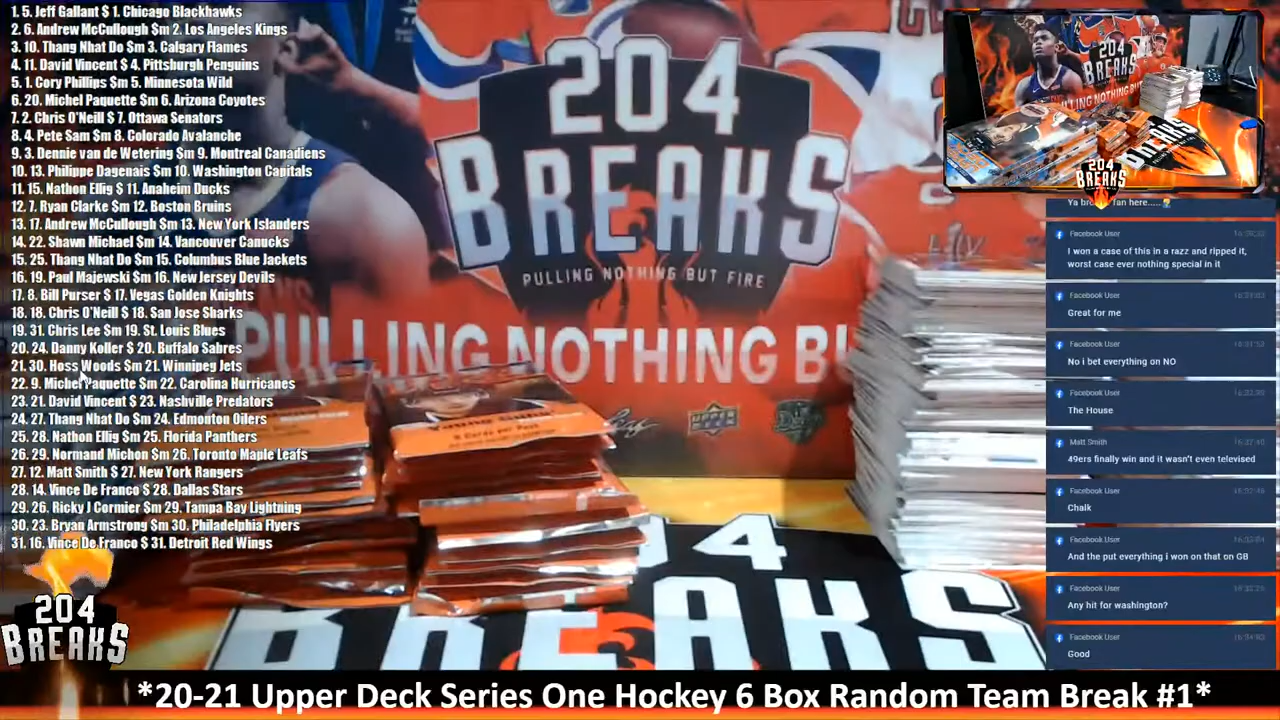 1. 5. Jeff Gallant $ 1. Chicago Blackhawks
2. 6. Andrew McCullough $m 2. Los Angeles Kings
3. 10. Thang Nhat Do $m 3. Calgary Flames
4. 11. David Vincent $ 4. Pittsburgh Penguins
5. 1. Cory Phillips $m 5. Minnesota Wild
6. 20. Michel Paquette $m 6. Arizona Coyotes
7. 2. Chris O'Neill $ 7. Ottawa Senators
8. 4. Pete Sam $m 8. Colorado Avalanche
9. 3. Dennie van de Wetering $m 9. Montreal Canadiens
10. 13. Philippe Dagenais $m 10. Washington Capitals
11. 15. Nathon Ellig $ 11. Anaheim Ducks
12. 7. Ryan Clarke $m 12. Boston Bruins
13. 17. Andrew McCullough $m 13. New York Islanders
14. 22. Shawn Michael $m 14. Vancouver Canucks
15. 25. Thang Nhat Do $m 15. Columbus Blue Jackets
16. 19. Paul Majewski $m 16. New Jersey Devils
17. 8. Bill Purser $ 17. Vegas Golden Knights
18. 18. Chris O'Neill $ 18. San Jose Sharks
19. 31. Chris Lee $m 19. St. Louis Blues
20. 24. Danny Koller $ 20. Buffalo Sabres
21. 30. Hoss Woods $m 21. Winnipeg Jets
22. 9. Michel Paquette $m 22. Carolina Hurricanes
23. 21. David Vincent $ 23. Nashville Predators
24. 27. Thang Nhat Do $m 24. Edmonton Oilers
25. 28. Nathon Ellig $m 25. Florida Panthers
26. 29. Normand Michon $m 26. Toronto Maple Leafs
27. 12. Matt Smith $ 27. New York Rangers
28. 14. Vince De Franco $ 28. Dallas Stars
29. 26. Ricky J Cormier $m 29. Tampa Bay Lightning
30. 23. Bryan Armstrong $m 30. Philadelphia Flyers
31. 16. Vince De Franco $ 31. Detroit Red Wings
204
BREAKS
PULLING NOTHING BUT FIRE
PULLING NOTHING BU
Leaf
8 Cards per Pack
4
BREAKS
204
BREAKS
204
BREAKS
PULLING NOTHING
BREAKS
204
BREAKS
fan here.....
Facebook User
I won a case of this in a razz and ripped it,
worst case ever nothing special in it
Facebook User
Great for me
Facebook User
No i bet everything on NO
Facebook User
The House
Matt Smith
49ers finally win and it wasn't even televised
Facebook User
Chalk
Facebook User
And the put everything i won on that on GB
Facebook User
Any hit for washington?
Facebook User
Good
*20-21 Upper Deck Series One Hockey 6 Box Random Team Break #1*